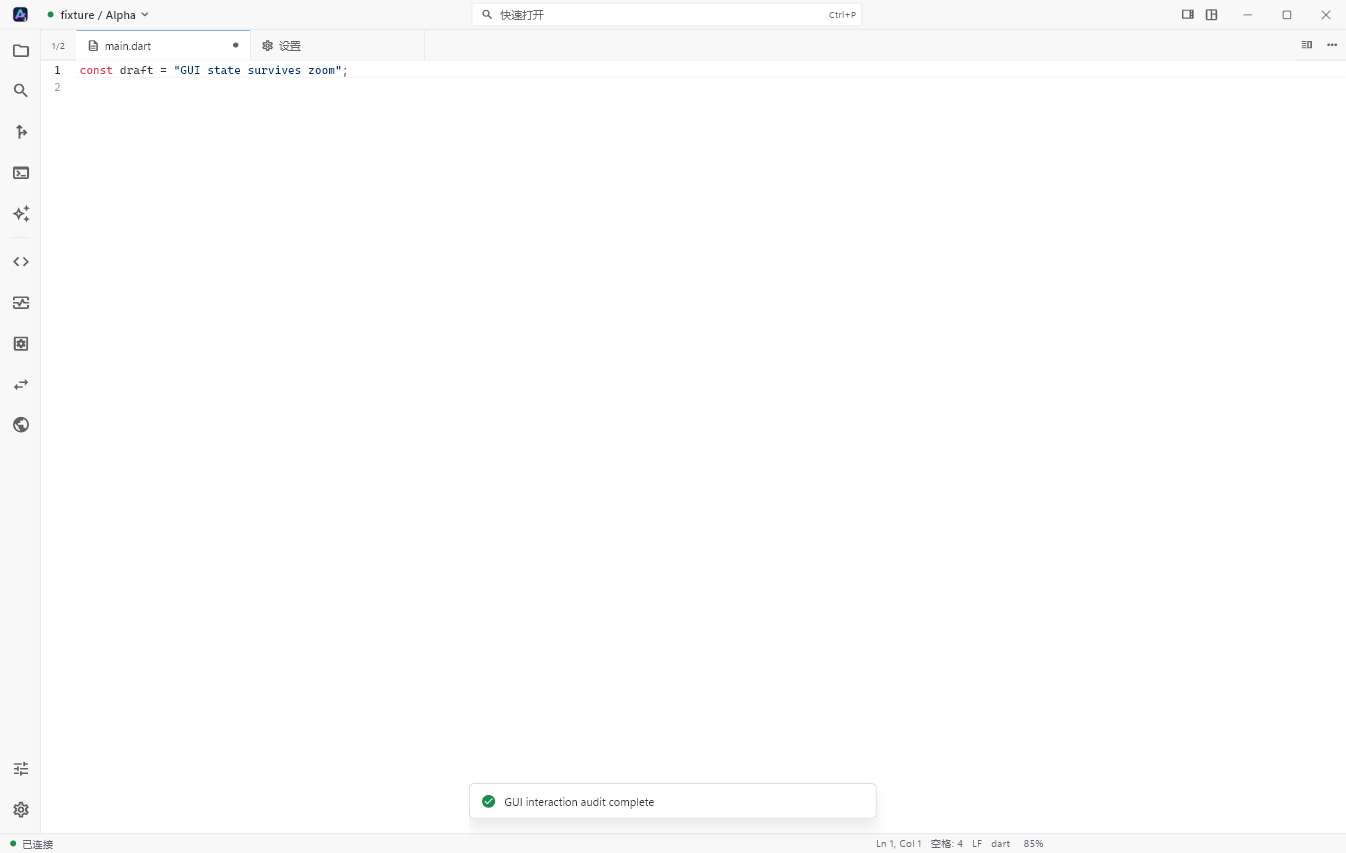 fixture / Alpha
快速打开
Ctrl+P
1/2
main.dart
设置
1 const draft = "GUI state survives zoom";
2
GUI interaction audit complete
已连接
Ln 1, Col 1 空格: 4 LF dart 85%